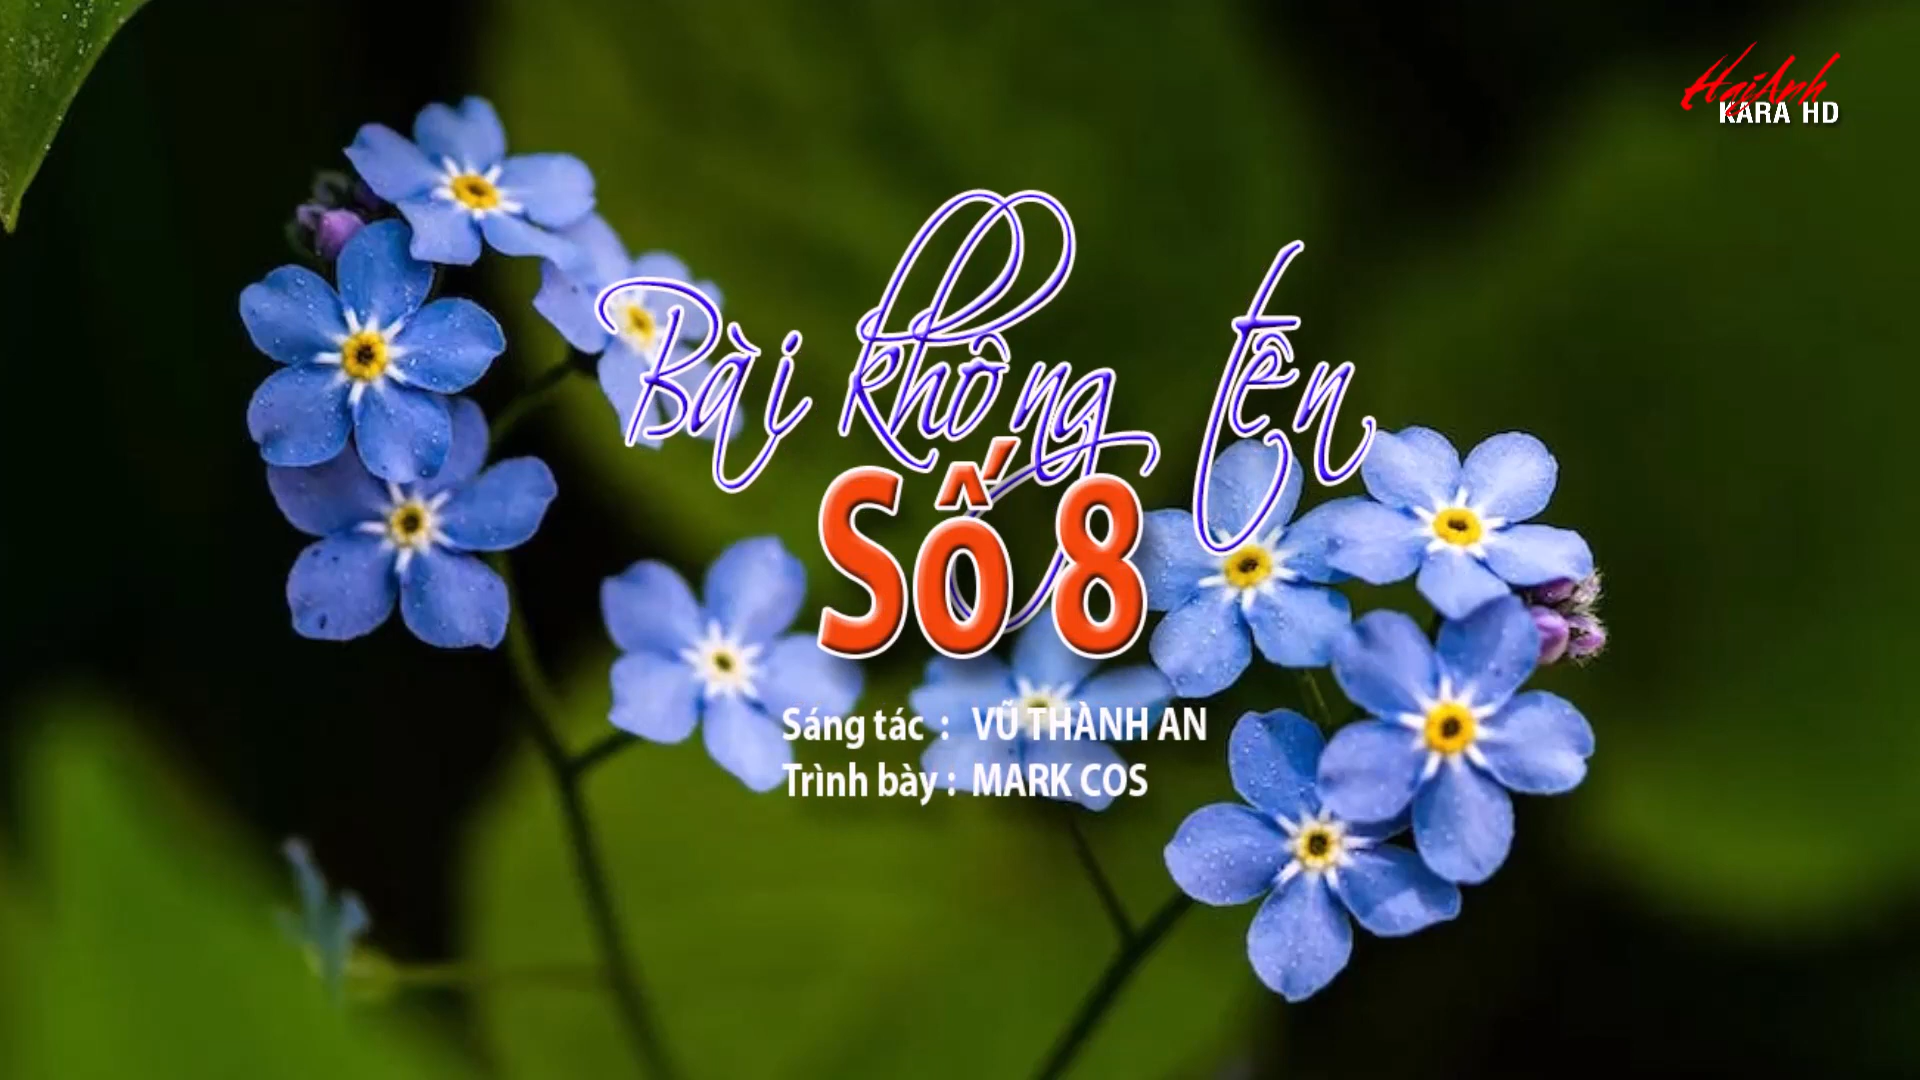 HaiAnh
KARA HD
Bài không tên
Số 8
Sáng tác : VŨ THÀNH AN
Trình bày : MARK COS